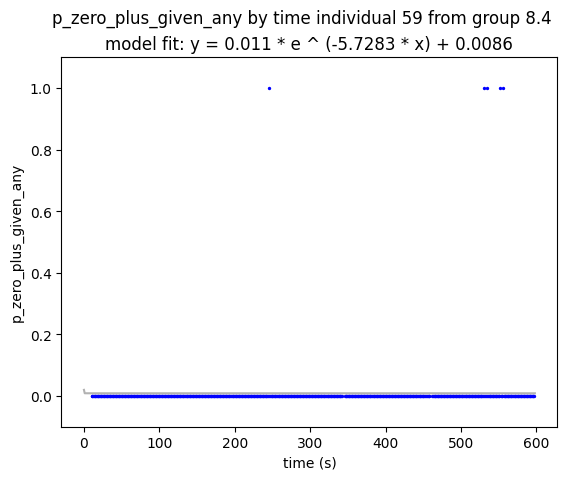 p_zero_plus_given_any by time individual 59 from group 8.4
model fit: y = 0.011 * e ^ (-5.7283 * x) + 0.0086
1.0
0.8
0.6
0.4
0.2
0.0
p_zero_plus_given_any
0 100 200 300 400 500 600
time (s)